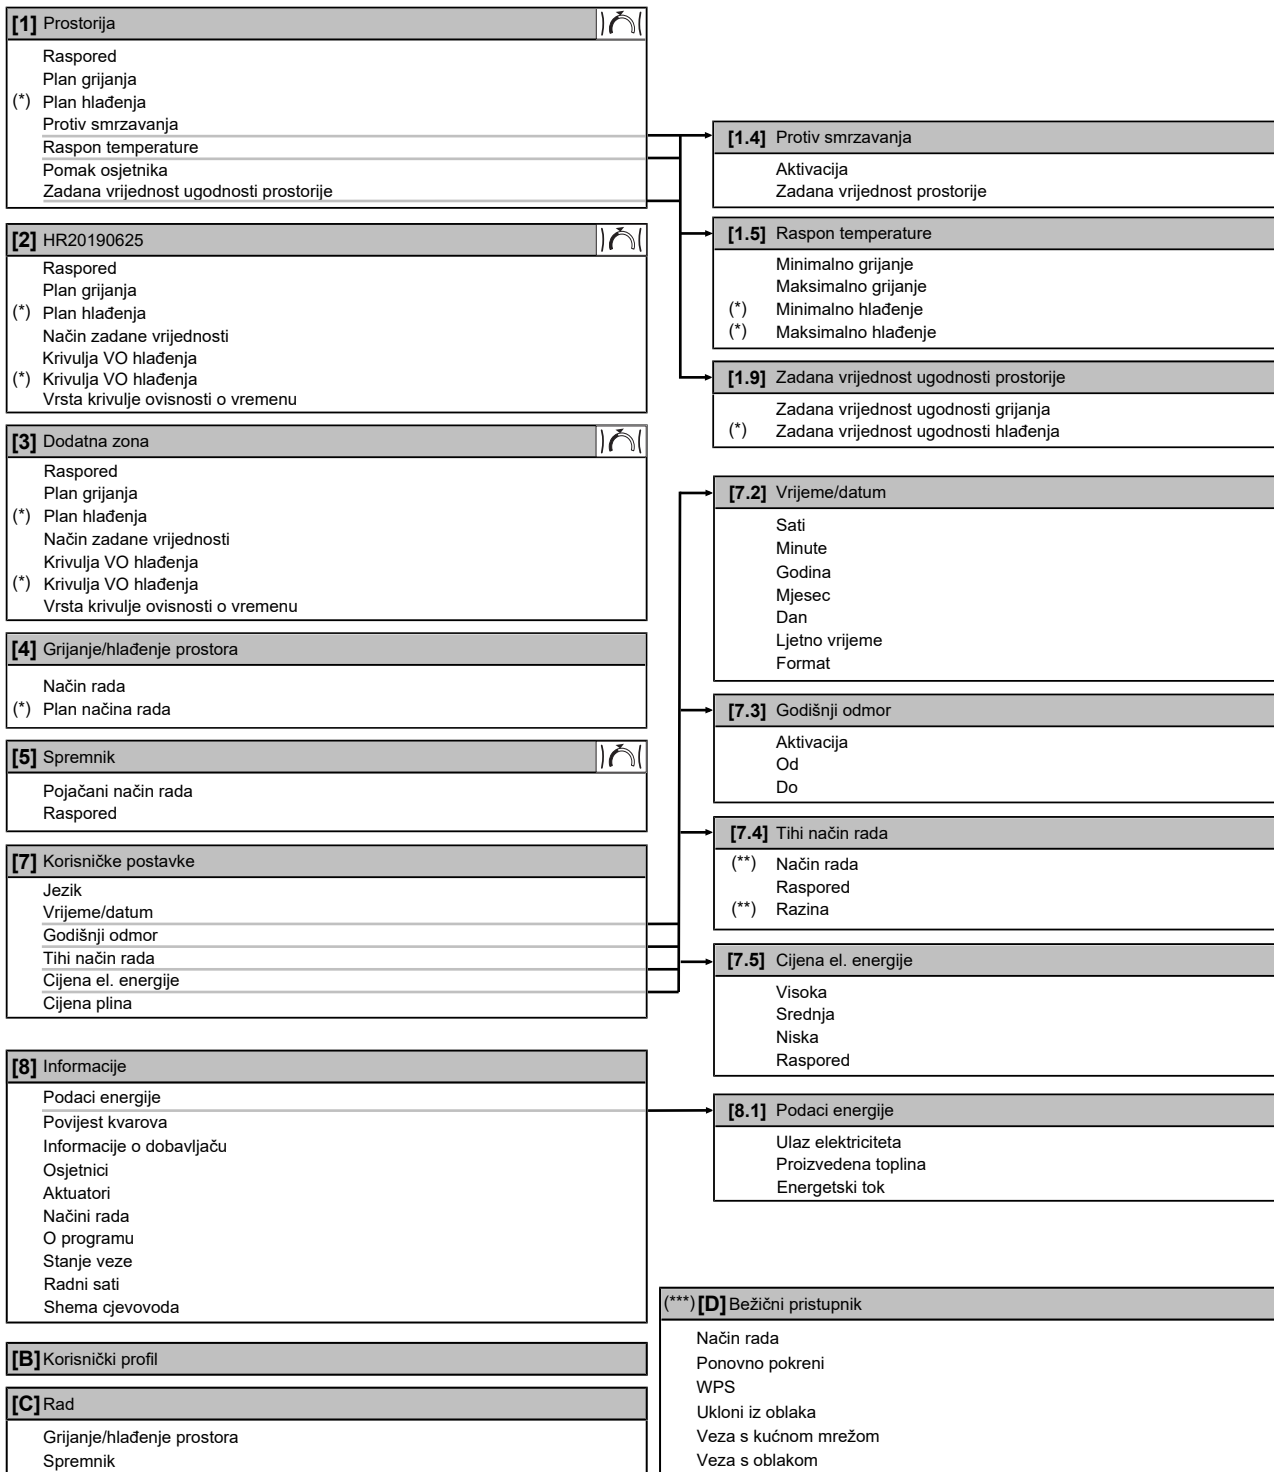 [1] Prostorija
Raspored
Plan grijanja
(*) Plan hlađenja
Protiv smrzavanja
Raspon temperature
Pomak osjetnika
Zadana vrijednost ugodnosti prostorije
[2] HR20190625
Raspored
Plan grijanja
(*) Plan hlađenja
Način zadane vrijednosti
Krivulja VO hlađenja
(*) Krivulja VO hlađenja
Vrsta krivulje ovisnosti o vremenu
[3] Dodatna zona
Raspored
Plan grijanja
(*) Plan hlađenja
Način zadane vrijednosti
Krivulja VO hlađenja
(*) Krivulja VO hlađenja
Vrsta krivulje ovisnosti o vremenu
[4] Grijanje/hlađenje prostora
Način rada
(*) Plan načina rada
[5] Spremnik
Pojačani način rada
Raspored
[7] Korisničke postavke
Jezik
Vrijeme/datum
Godišnji odmor
Tihi način rada
Cijena el. energije
Cijena plina
[8] Informacije
Podaci energije
Povijest kvarova
Informacije o dobavljaču
Osjetnici
Aktuatori
Načini rada
O programu
Stanje veze
Radni sati
Shema cjevovoda
[B] Korisnički profil
[C] Rad
Grijanje/hlađenje prostora
Spremnik
[1.4] Protiv smrzavanja
Aktivacija
Zadana vrijednost prostorije
[1.5] Raspon temperature
Minimalno grijanje
Maksimalno grijanje
(*) Minimalno hlađenje
(*) Maksimalno hlađenje
[1.9] Zadana vrijednost ugodnosti prostorije
Zadana vrijednost ugodnosti grijanja
(*) Zadana vrijednost ugodnosti hlađenja
[7.2] Vrijeme/datum
Sati
Minute
Godina
Mjesec
Dan
Ljetno vrijeme
Format
[7.3] Godišnji odmor
Aktivacija
Od
Do
[7.4] Tihi način rada
(**) Način rada
Raspored
(**) Razina
[7.5] Cijena el. energije
Visoka
Srednja
Niska
Raspored
[8.1] Podaci energije
Ulaz elektriciteta
Proizvedena toplina
Energetski tok
(***) [D] Bežični pristupnik
Način rada
Ponovno pokreni
WPS
Ukloni iz oblaka
Veza s kućnom mrežom
Veza s oblakom